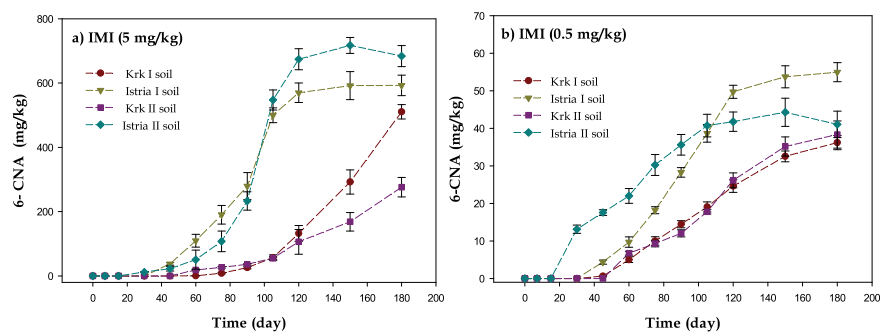 a) IMI (5 mg/kg)
Krk I soil
Istria I soil
Krk II soil
Istria II soil
6- CNA (mg/kg)
800
600
400
200
0
0 20 40 60 80 100 120 140 160 180 200
Time (day)
b) IMI (0.5 mg/kg)
Krk I soil
Istria I soil
Krk II soil
Istria II soil
6-CNA (mg/kg)
70
60
50
40
30
20
10
0
0 20 40 60 80 100 120 140 160 180 200
Time (day)